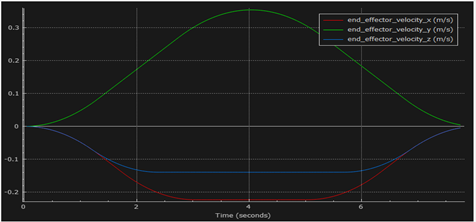 end_effector_velocity_x (m/s)
end_effector_velocity_y (m/s)
end_effector_velocity_z (m/s)
0.3
0.2
0.1
0
-0.1
-0.2
0
2
4
6
Time (seconds)